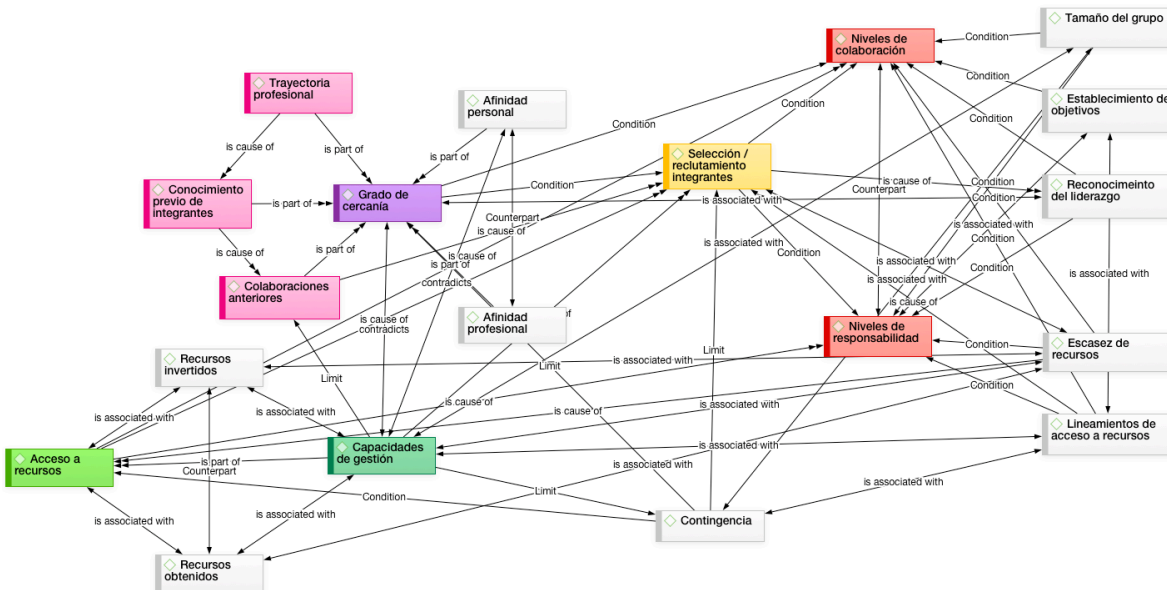 Tamaño del grupo
Niveles de
colaboración
Condition
Trayectoria
profesional
Afinidad
personal
Establecimiento de
objetivos
Condition
Condition
Condition
is cause of
is part of
is part of
Selección /
reclutamiento
integrantes
Conocimiento
previo de
integrantes
is part of
Grado de
cercanía
Condition
is cause of
Counterpart
Condition
Reconocimeinto
del liderazgo
is associated with
is cause of
is part of
Counterpart
is cause of
is associated with
Condition
is associated with
Condition
Colaboraciones
anteriores
is cause of
is part of
contradicts
is associated with
is associated with
Condition
is associated with
is cause of
Afinidad
profesional
is cause of
contradicts
of
Niveles de
responsabilidad
Escasez de
recursos
Recursos
invertidos
Limit
Limit
Limit
is associated with
Condition
Condition
is associated with
is associated with
is cause of
is cause of
is associated with
Lineamientos de
acceso a recursos
Acceso a
recursos
is part of
Counterpart
Capacidades
de gestión
is associated with
is associated with
Condition
Limit
is associated with
is associated with
is associated with
Contingencia
Recursos
obtenidos